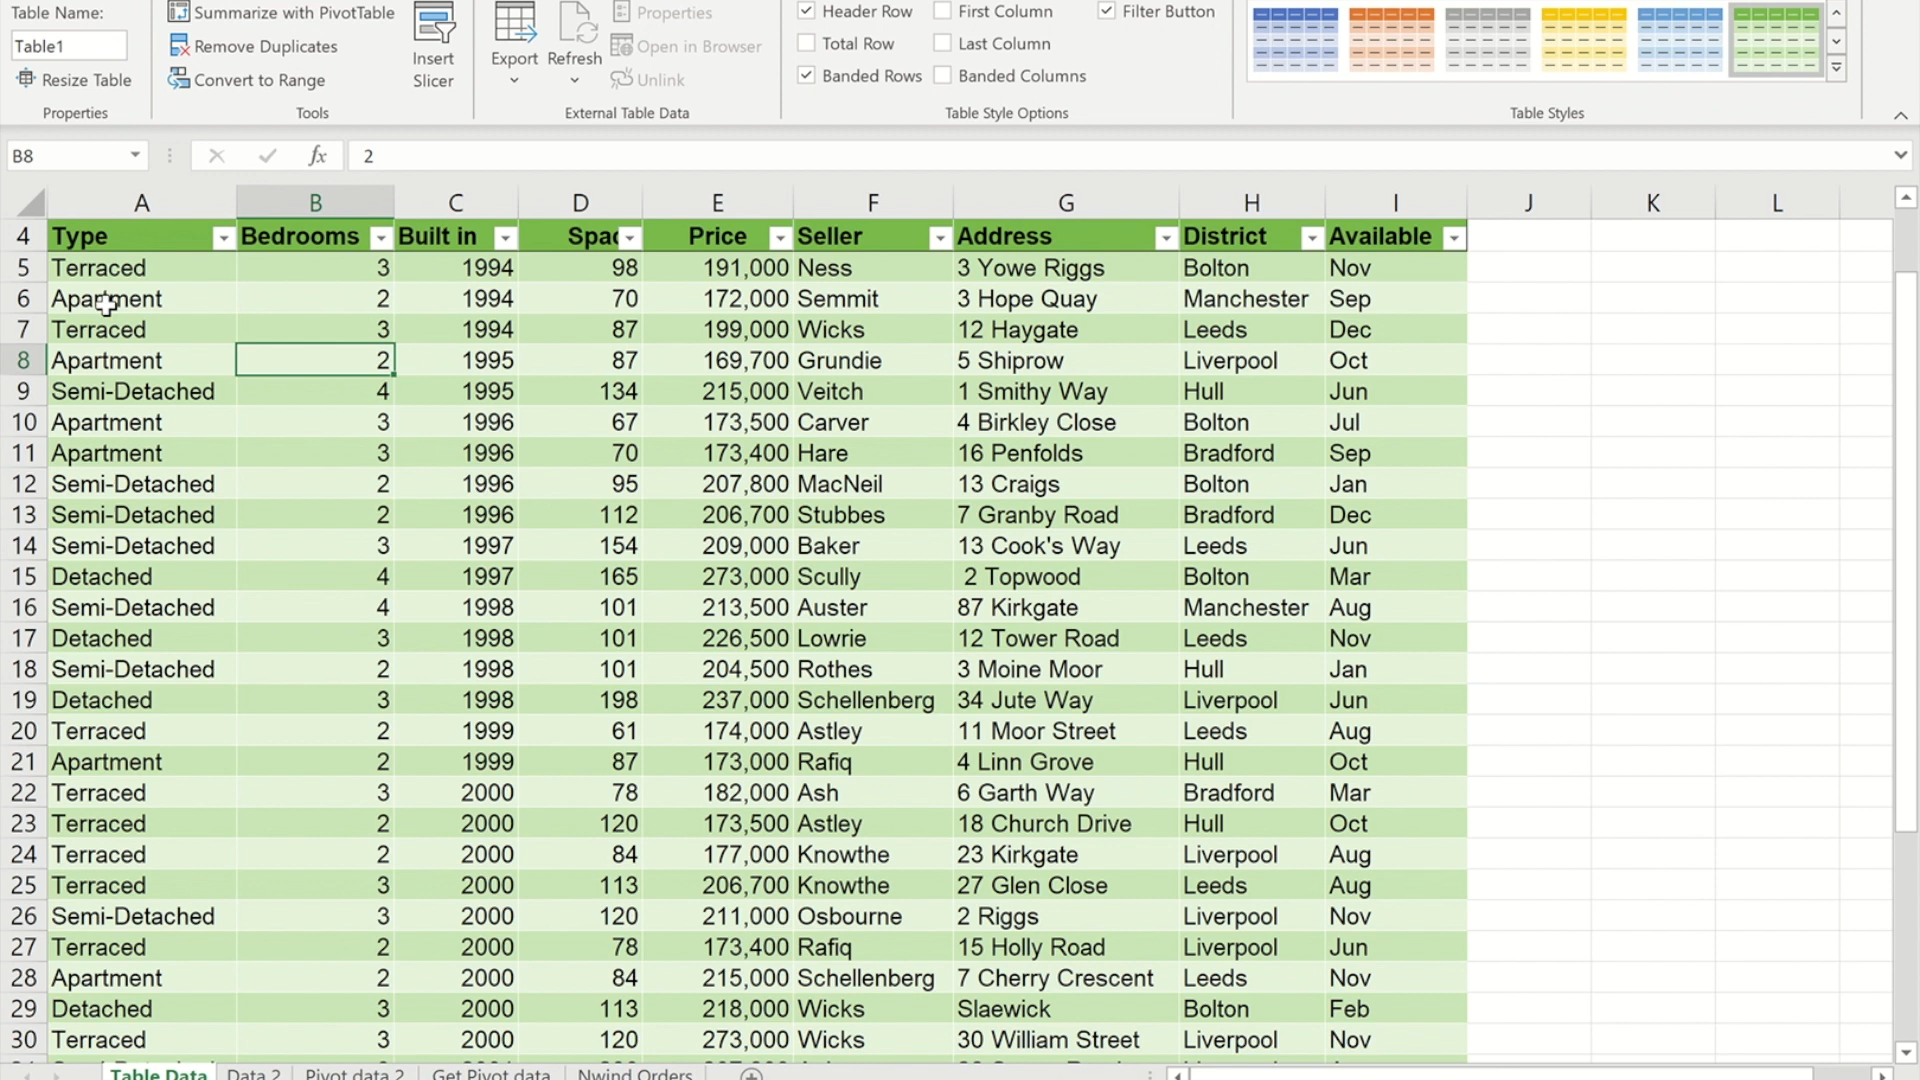 Table Name:
Table1
Resize Table
Properties
Summarize with PivotTable
Remove Duplicates
Convert to Range
Tools
Insert
Slicer
Export
Refresh
Properties
Open in Browser
Unlink
External Table Data
Header Row
First Column
Filter Button
Total Row
Last Column
Banded Rows
Banded Columns
Table Style Options
Table Styles
B8
fx
2
A B C D E F G H I J K L
4 Type Bedrooms Built in Spac Price Seller Address District Available
5 Terraced 3 1994 98 191,000 Ness 3 Yowe Riggs Bolton Nov
6 Apartment 2 1994 70 172,000 Semmit 3 Hope Quay Manchester Sep
7 Terraced 3 1994 87 199,000 Wicks 12 Haygate Leeds Dec
8 Apartment 2 1995 87 169,700 Grundie 5 Shiprow Liverpool Oct
9 Semi-Detached 4 1995 134 215,000 Veitch 1 Smithy Way Hull Jun
10 Apartment 3 1996 67 173,500 Carver 4 Birkley Close Bolton Jul
11 Apartment 3 1996 70 173,400 Hare 16 Penfolds Bradford Sep
12 Semi-Detached 2 1996 95 207,800 MacNeil 13 Craigs Bolton Jan
13 Semi-Detached 2 1996 112 206,700 Stubbes 7 Granby Road Bradford Dec
14 Semi-Detached 3 1997 154 209,000 Baker 13 Cook's Way Leeds Jun
15 Detached 4 1997 165 273,000 Scully 2 Topwood Bolton Mar
16 Semi-Detached 4 1998 101 213,500 Auster 87 Kirkgate Manchester Aug
17 Detached 3 1998 101 226,500 Lowrie 12 Tower Road Leeds Nov
18 Semi-Detached 2 1998 101 204,500 Rothes 3 Moine Moor Hull Jan
19 Detached 3 1998 198 237,000 Schellenberg 34 Jute Way Liverpool Jun
20 Terraced 2 1999 61 174,000 Astley 11 Moor Street Leeds Aug
21 Apartment 2 1999 87 173,000 Rafiq 4 Linn Grove Hull Oct
22 Terraced 3 2000 78 182,000 Ash 6 Garth Way Bradford Mar
23 Terraced 2 2000 120 173,500 Astley 18 Church Drive Hull Oct
24 Terraced 2 2000 84 177,000 Knowthe 23 Kirkgate Liverpool Aug
25 Terraced 3 2000 113 206,700 Knowthe 27 Glen Close Leeds Aug
26 Semi-Detached 3 2000 120 211,000 Osbourne 2 Riggs Liverpool Nov
27 Terraced 2 2000 78 173,400 Rafiq 15 Holly Road Liverpool Jun
28 Apartment 2 2000 84 215,000 Schellenberg 7 Cherry Crescent Leeds Nov
29 Detached 3 2000 113 218,000 Wicks Slaewick Bolton Feb
30 Terraced 3 2000 120 273,000 Wicks 30 William Street Liverpool Nov
Table Data Data 2 Pivot data 2 Get Pivot data Nwind Orders